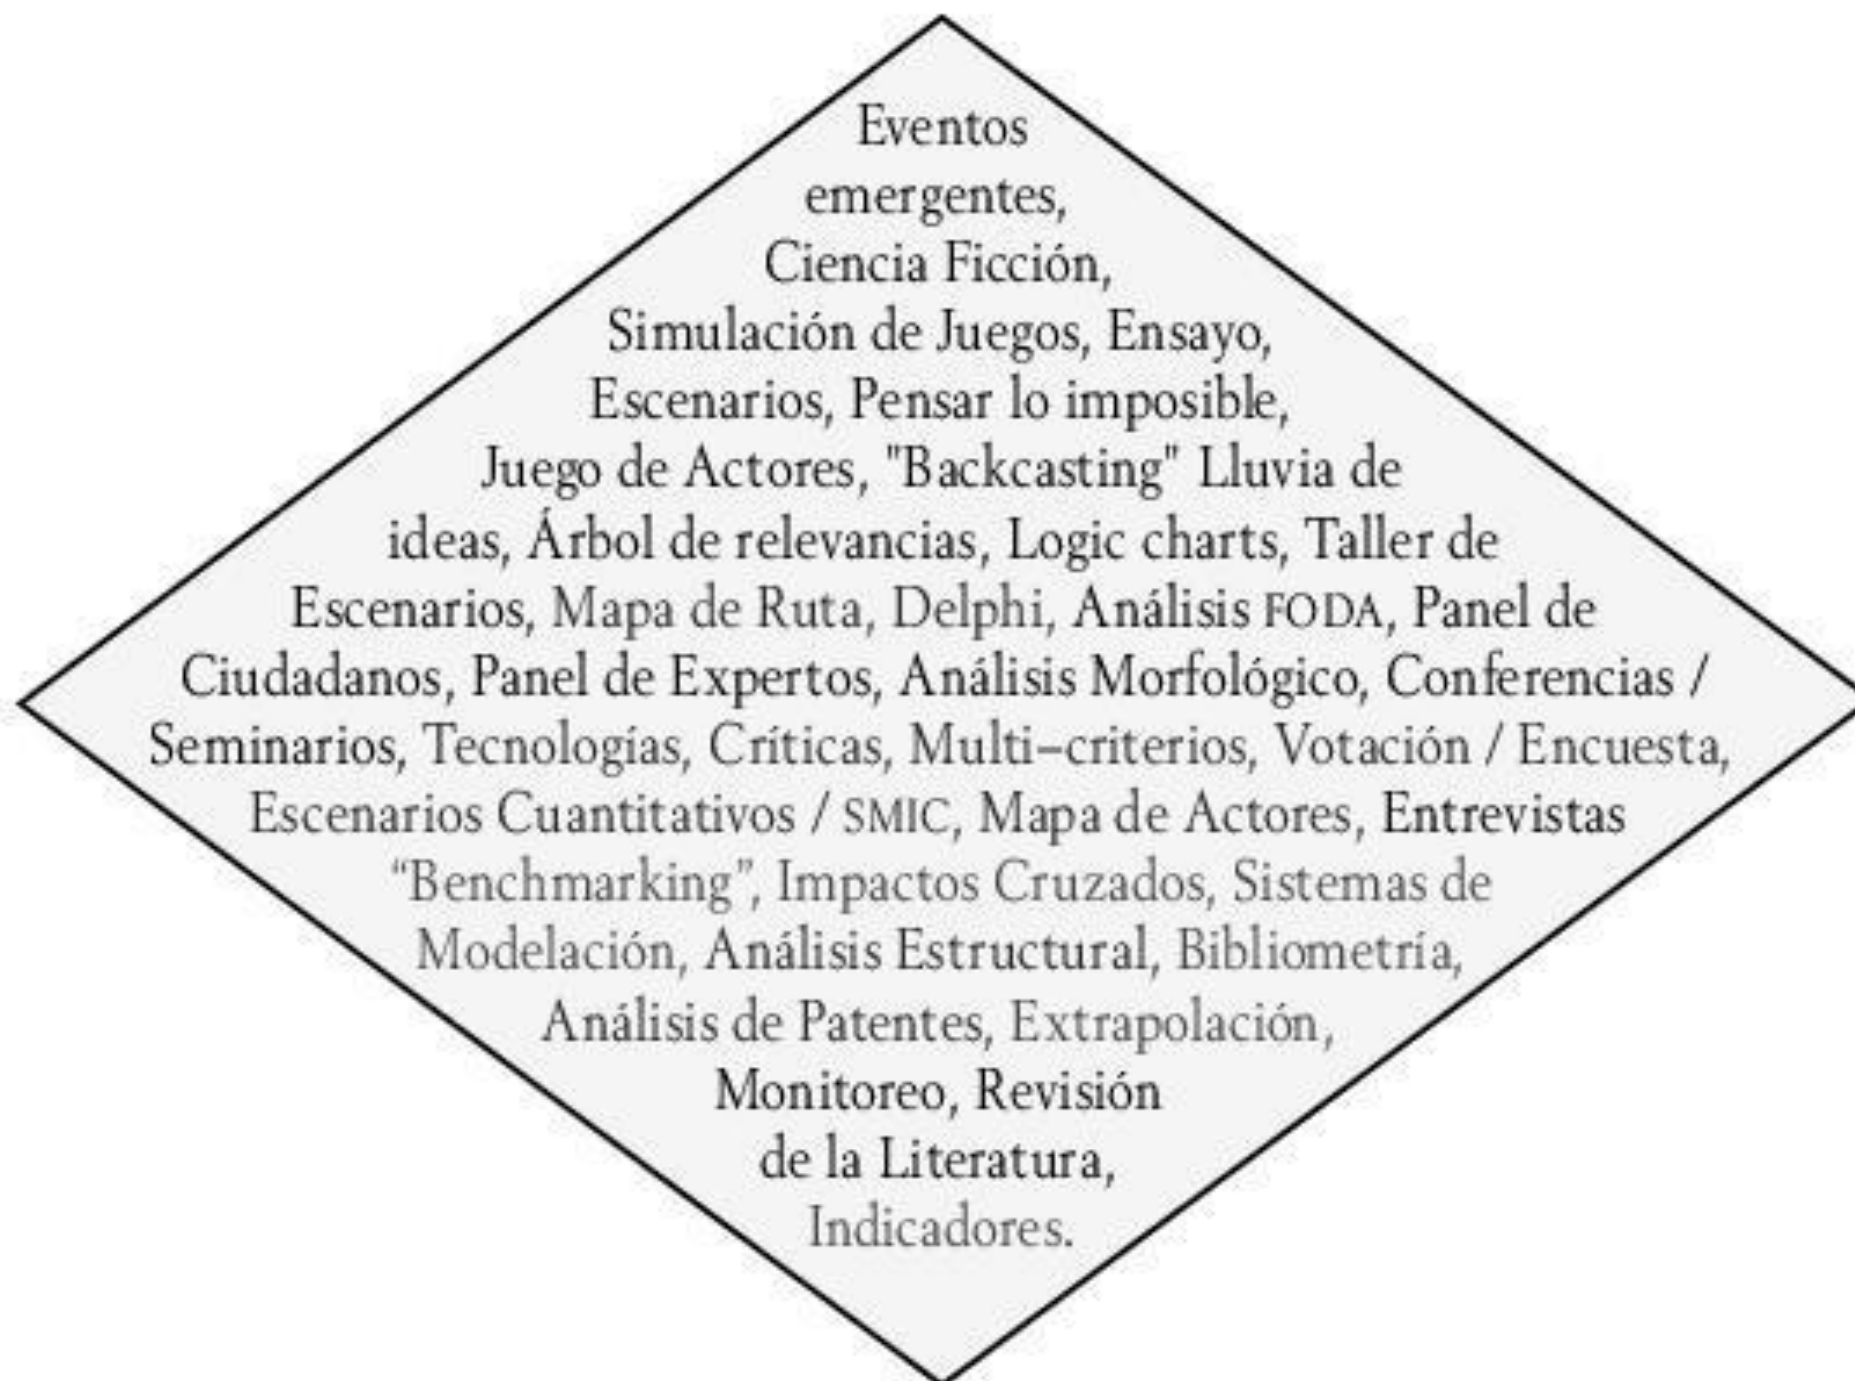 Eventos
emergentes,
Ciencia Ficción,
Simulación de Juegos, Ensayo,
Escenarios, Pensar lo imposible,
Juego de Actores, "Backcasting" Lluvia de
ideas, Árbol de relevancias, Logic charts, Taller de
Escenarios, Mapa de Ruta, Delphi, Análisis FODA, Panel de
Ciudadanos, Panel de Expertos, Análisis Morfológico, Conferencias /
Seminarios, Tecnologías, Críticas, Multi–criterios, Votación / Encuesta,
Escenarios Cuantitativos / SMIC, Mapa de Actores, Entrevistas
“Benchmarking”, Impactos Cruzados, Sistemas de
Modelación, Análisis Estructural, Bibliometría,
Análisis de Patentes, Extrapolación,
Monitoreo, Revisión
de la Literatura,
Indicadores.